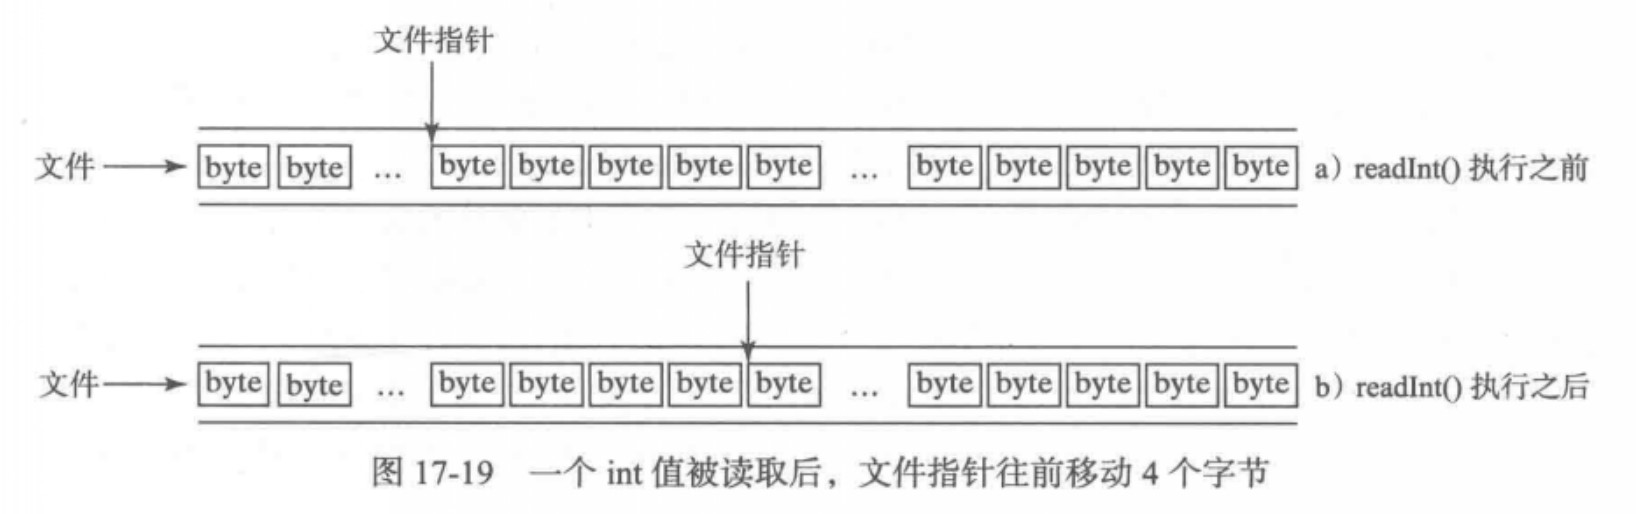 文件指针
文件 byte byte … byte byte byte byte byte … byte byte byte byte byte a）readInt() 执行之前
文件指针
文件 byte byte … byte byte byte byte byte … byte byte byte byte byte b）readInt() 执行之后
图 17-19 一个 int 值被读取后，文件指针往前移动 4 个字节